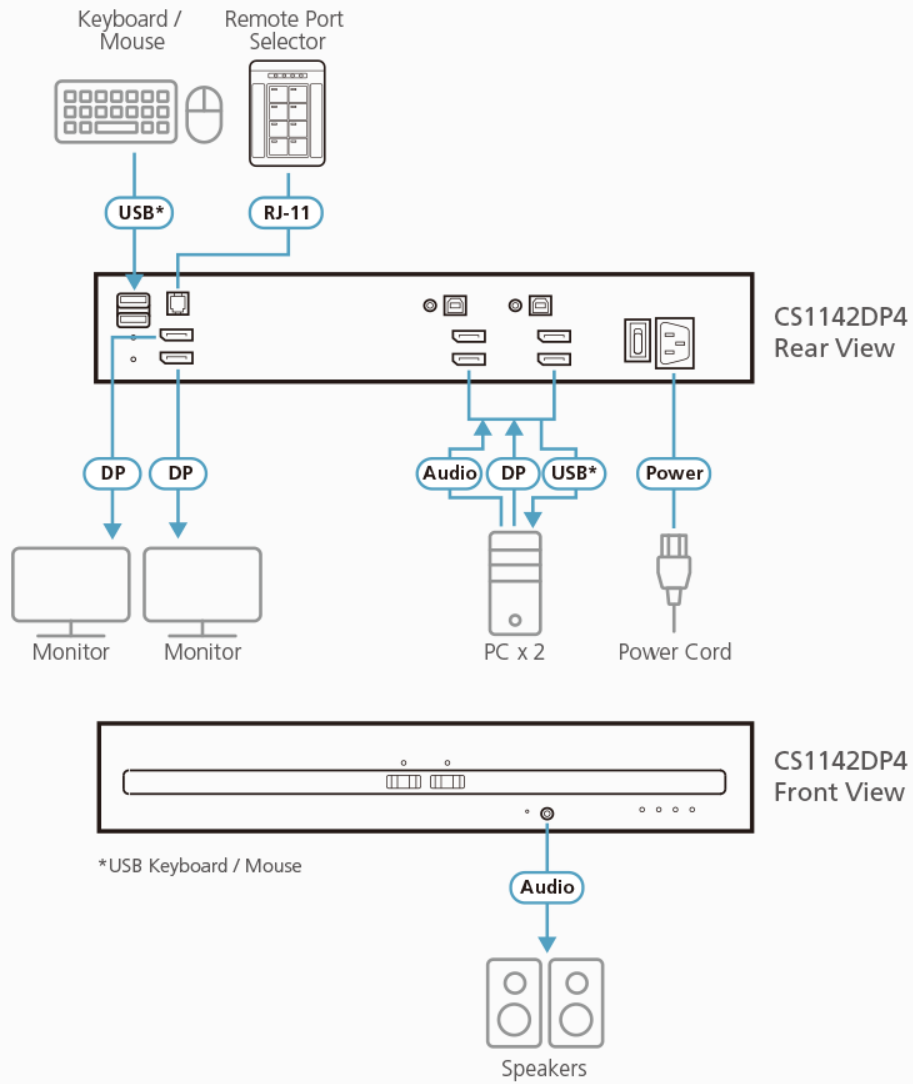 Keyboard /
Mouse
Remote Port
Selector
USB*
RJ-11
CS1142DP4
Rear View
DP
DP
Audio
DP
USB*
Power
Monitor
Monitor
PC x 2
Power Cord
CS1142DP4
Front View
*USB Keyboard / Mouse
Audio
Speakers